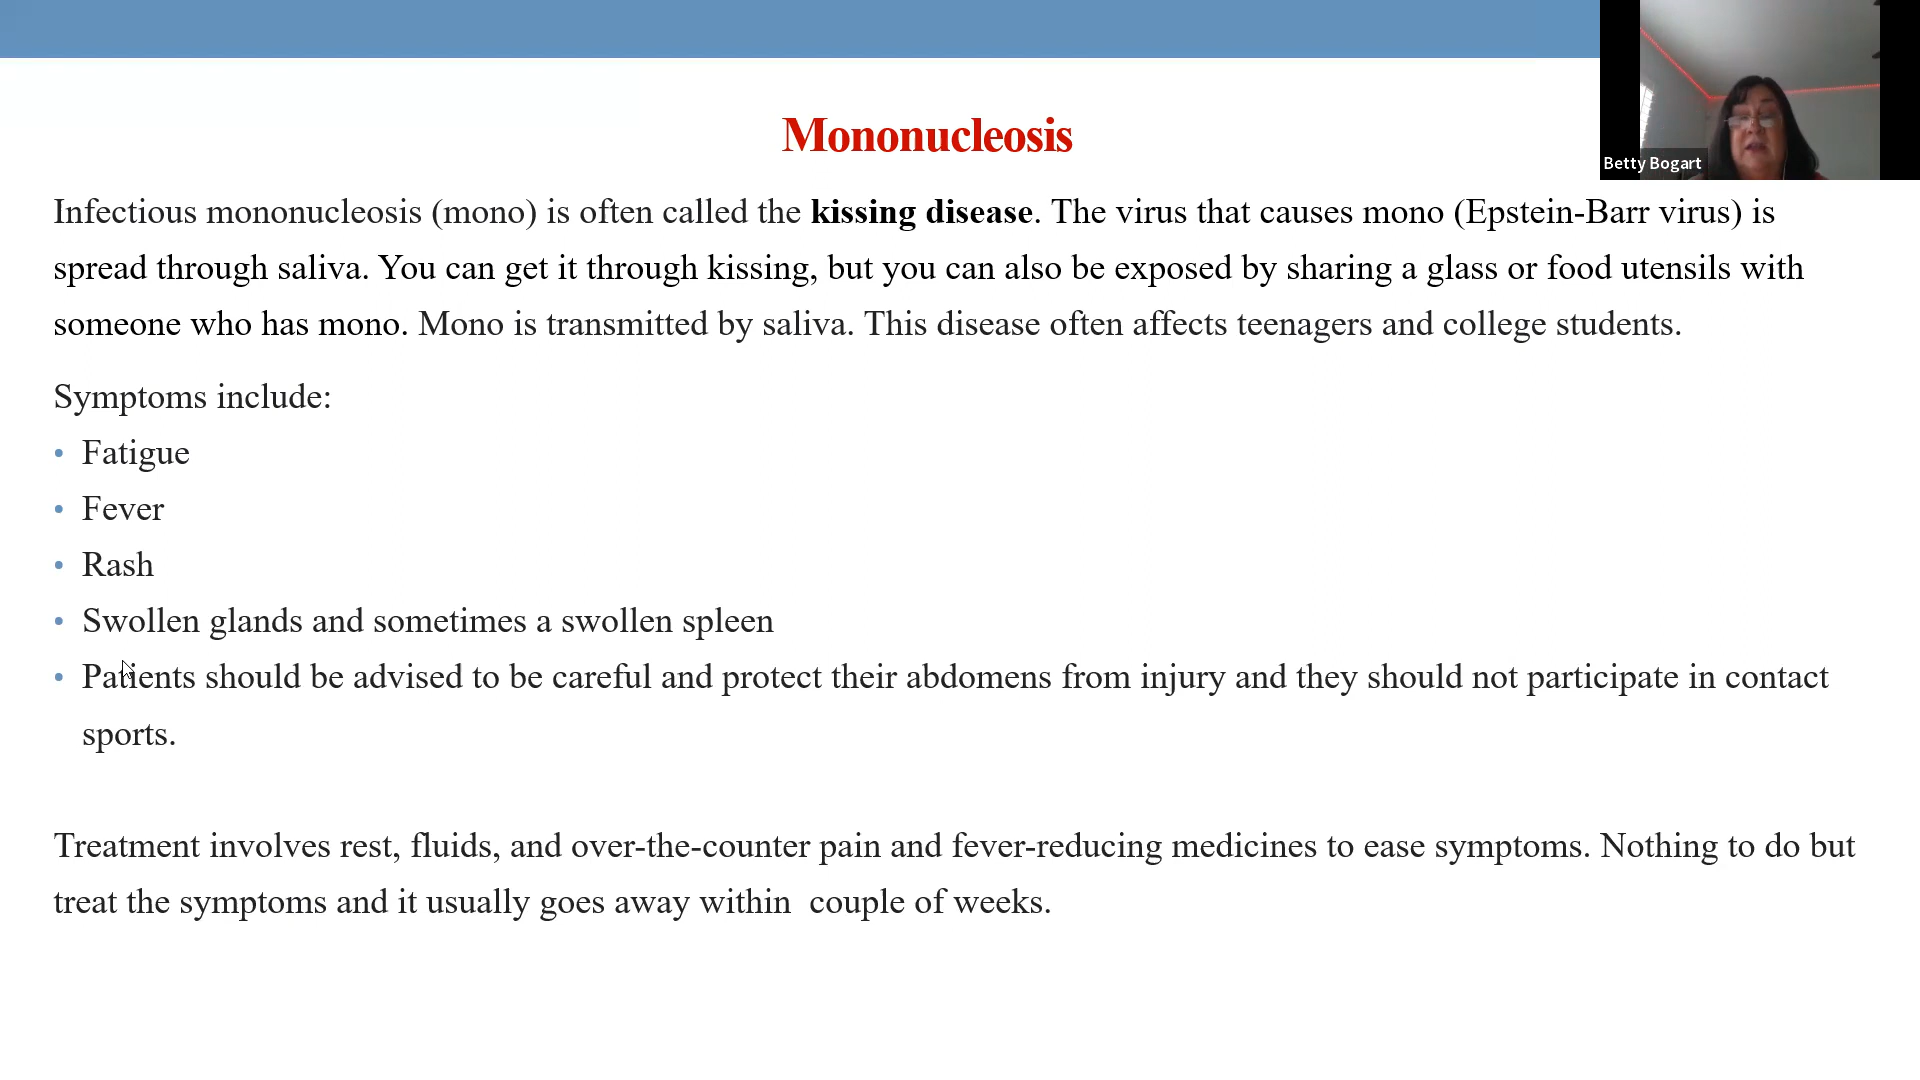 Mononucleosis
Betty Bogart
Infectious mononucleosis (mono) is often called the kissing disease. The virus that causes mono (Epstein-Barr virus) is
spread through saliva. You can get it through kissing, but you can also be exposed by sharing a glass or food utensils with
someone who has mono. Mono is transmitted by saliva. This disease often affects teenagers and college students.
Symptoms include:
• Fatigue
• Fever
• Rash
• Swollen glands and sometimes a swollen spleen
• Patients should be advised to be careful and protect their abdomens from injury and they should not participate in contact
sports.
Treatment involves rest, fluids, and over-the-counter pain and fever-reducing medicines to ease symptoms. Nothing to do but
treat the symptoms and it usually goes away within  couple of weeks.